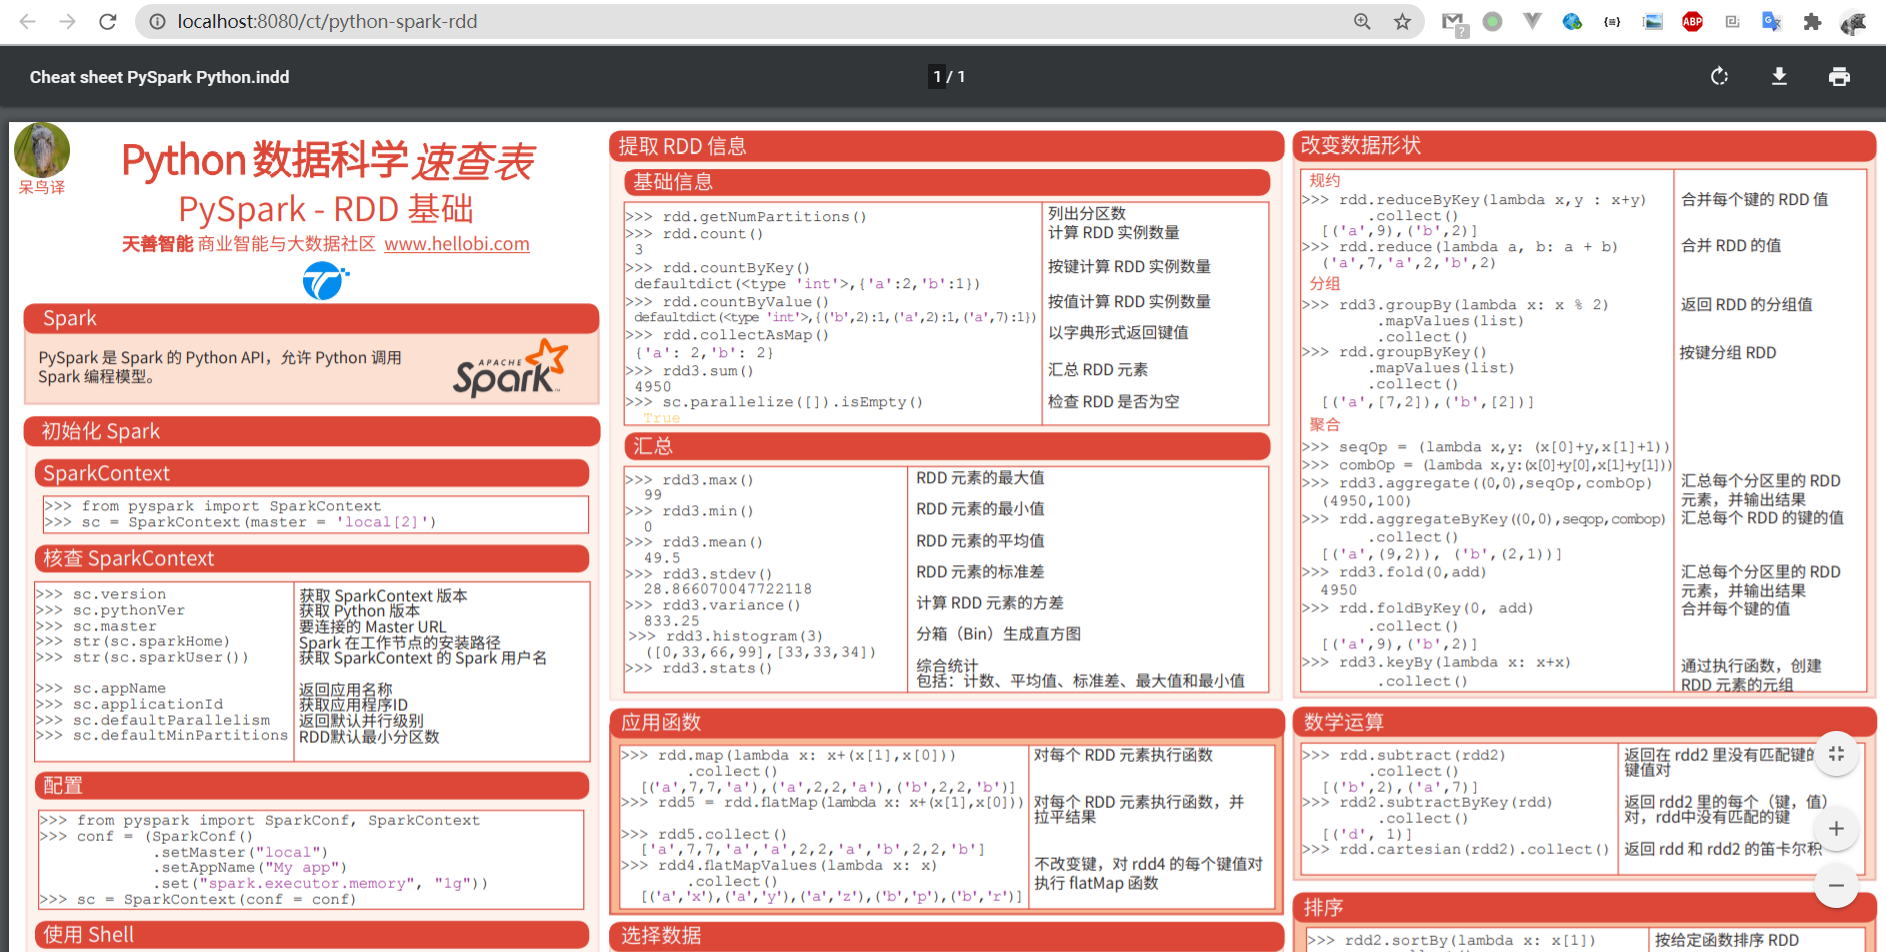 localhost:8080/ct/python-spark-rdd
Cheat sheet PySpark Python.indd
1 / 1
呆鸟译
Python 数据科学 速查表
PySpark - RDD 基础
天善智能 商业智能与大数据社区 www.hellobi.com
Spark
PySpark 是 Spark 的 Python API，允许 Python 调用
Spark 编程模型。
APACHE
Spark
初始化 Spark
SparkContext
>>> from pyspark import SparkContext
>>> sc = SparkContext(master = 'local[2]')
核查 SparkContext
>>> sc.version 获取 SparkContext 版本
>>> sc.pythonVer 获取 Python 版本
>>> sc.master 要连接的 Master URL
>>> str(sc.sparkHome) Spark 在工作节点的安装路径
>>> str(sc.sparkUser()) 获取 SparkContext 的 Spark 用户名
>>> sc.appName 返回应用名称
>>> sc.applicationId 获取应用程序ID
>>> sc.defaultParallelism 返回默认并行级别
>>> sc.defaultMinPartitions RDD默认最小分区数
配置
>>> from pyspark import SparkConf, SparkContext
>>> conf = (SparkConf()
.setMaster("local")
.setAppName("My app")
.set("spark.executor.memory", "1g"))
>>> sc = SparkContext(conf = conf)
使用 Shell
提取 RDD 信息
基础信息
>>> rdd.getNumPartitions() 列出分区数
>>> rdd.count() 计算 RDD 实例数量
3
>>> rdd.countByKey() 按键计算 RDD 实例数量
defaultdict(<type 'int'>,{'a':2,'b':1})
>>> rdd.countByValue() 按值计算 RDD 实例数量
defaultdict(<type 'int'>,{('b',2):1,('a',2):1,('a',7):1})
>>> rdd.collectAsMap() 以字典形式返回键值
{'a': 2,'b': 2}
>>> rdd3.sum() 汇总 RDD 元素
4950
>>> sc.parallelize([]).isEmpty() 检查 RDD 是否为空
True
汇总
>>> rdd3.max() RDD 元素的最大值
99
>>> rdd3.min() RDD 元素的最小值
0
>>> rdd3.mean() RDD 元素的平均值
49.5
>>> rdd3.stdev() RDD 元素的标准差
28.866070047722118
>>> rdd3.variance() 计算 RDD 元素的方差
833.25
>>> rdd3.histogram(3) 分箱（Bin）生成直方图
([0,33,66,99],[33,33,34])
>>> rdd3.stats() 综合统计
包括：计数、平均值、标准差、最大值和最小值
应用函数
>>> rdd.map(lambda x: x+(x[1],x[0])) 对每个 RDD 元素执行函数
.collect()
[('a',7,7,'a'),('a',2,2,'a'),('b',2,2,'b')]
>>> rdd5 = rdd.flatMap(lambda x: x+(x[1],x[0])) 对每个 RDD 元素执行函数，并
拉平结果
>>> rdd5.collect()
['a',7,7,'a','a',2,2,'a','b',2,2,'b']
>>> rdd4.flatMapValues(lambda x: x) 不改变键，对 rdd4 的每个键值对
.collect() 执行 flatMap 函数
[('a','x'),('a','y'),('a','z'),('b','p'),('b','r')]
选择数据
改变数据形状
规约
>>> rdd.reduceByKey(lambda x,y : x+y) 合并每个键的 RDD 值
.collect()
[('a',9),('b',2)]
>>> rdd.reduce(lambda a, b: a + b) 合并 RDD 的值
('a',7,'a',2,'b',2)
分组
>>> rdd3.groupBy(lambda x: x % 2) 返回 RDD 的分组值
.mapValues(list)
.collect()
>>> rdd.groupByKey() 按键分组 RDD
.mapValues(list)
.collect()
[('a',[7,2]),('b',[2])]
聚合
>>> seqOp = (lambda x,y: (x[0]+y,x[1]+1))
>>> combOp = (lambda x,y:(x[0]+y[0],x[1]+y[1]))
>>> rdd3.aggregate((0,0),seqOp,combOp) 汇总每个分区里的 RDD
(4950,100) 元素，并输出结果
>>> rdd.aggregateByKey((0,0),seqop,combop) 汇总每个 RDD 的键的值
.collect()
[('a',(9,2)), ('b',(2,1))]
>>> rdd3.fold(0,add) 汇总每个分区里的 RDD
4950 元素，并输出结果
>>> rdd.foldByKey(0, add) 合并每个键的值
.collect()
[('a',9),('b',2)]
>>> rdd3.keyBy(lambda x: x+x) 通过执行函数，创建
.collect() RDD 元素的元组
数学运算
>>> rdd.subtract(rdd2) 返回在 rdd2 里没有匹配键的
.collect() 键值对
[('b',2),('a',7)]
>>> rdd2.subtractByKey(rdd) 返回 rdd2 里的每个（键，值）
.collect() 对，rdd中没有匹配的键
[('d', 1)]
>>> rdd.cartesian(rdd2).collect() 返回 rdd 和 rdd2 的笛卡尔积
排序
>>> rdd2.sortBy(lambda x: x[1]) 按给定函数排序 RDD